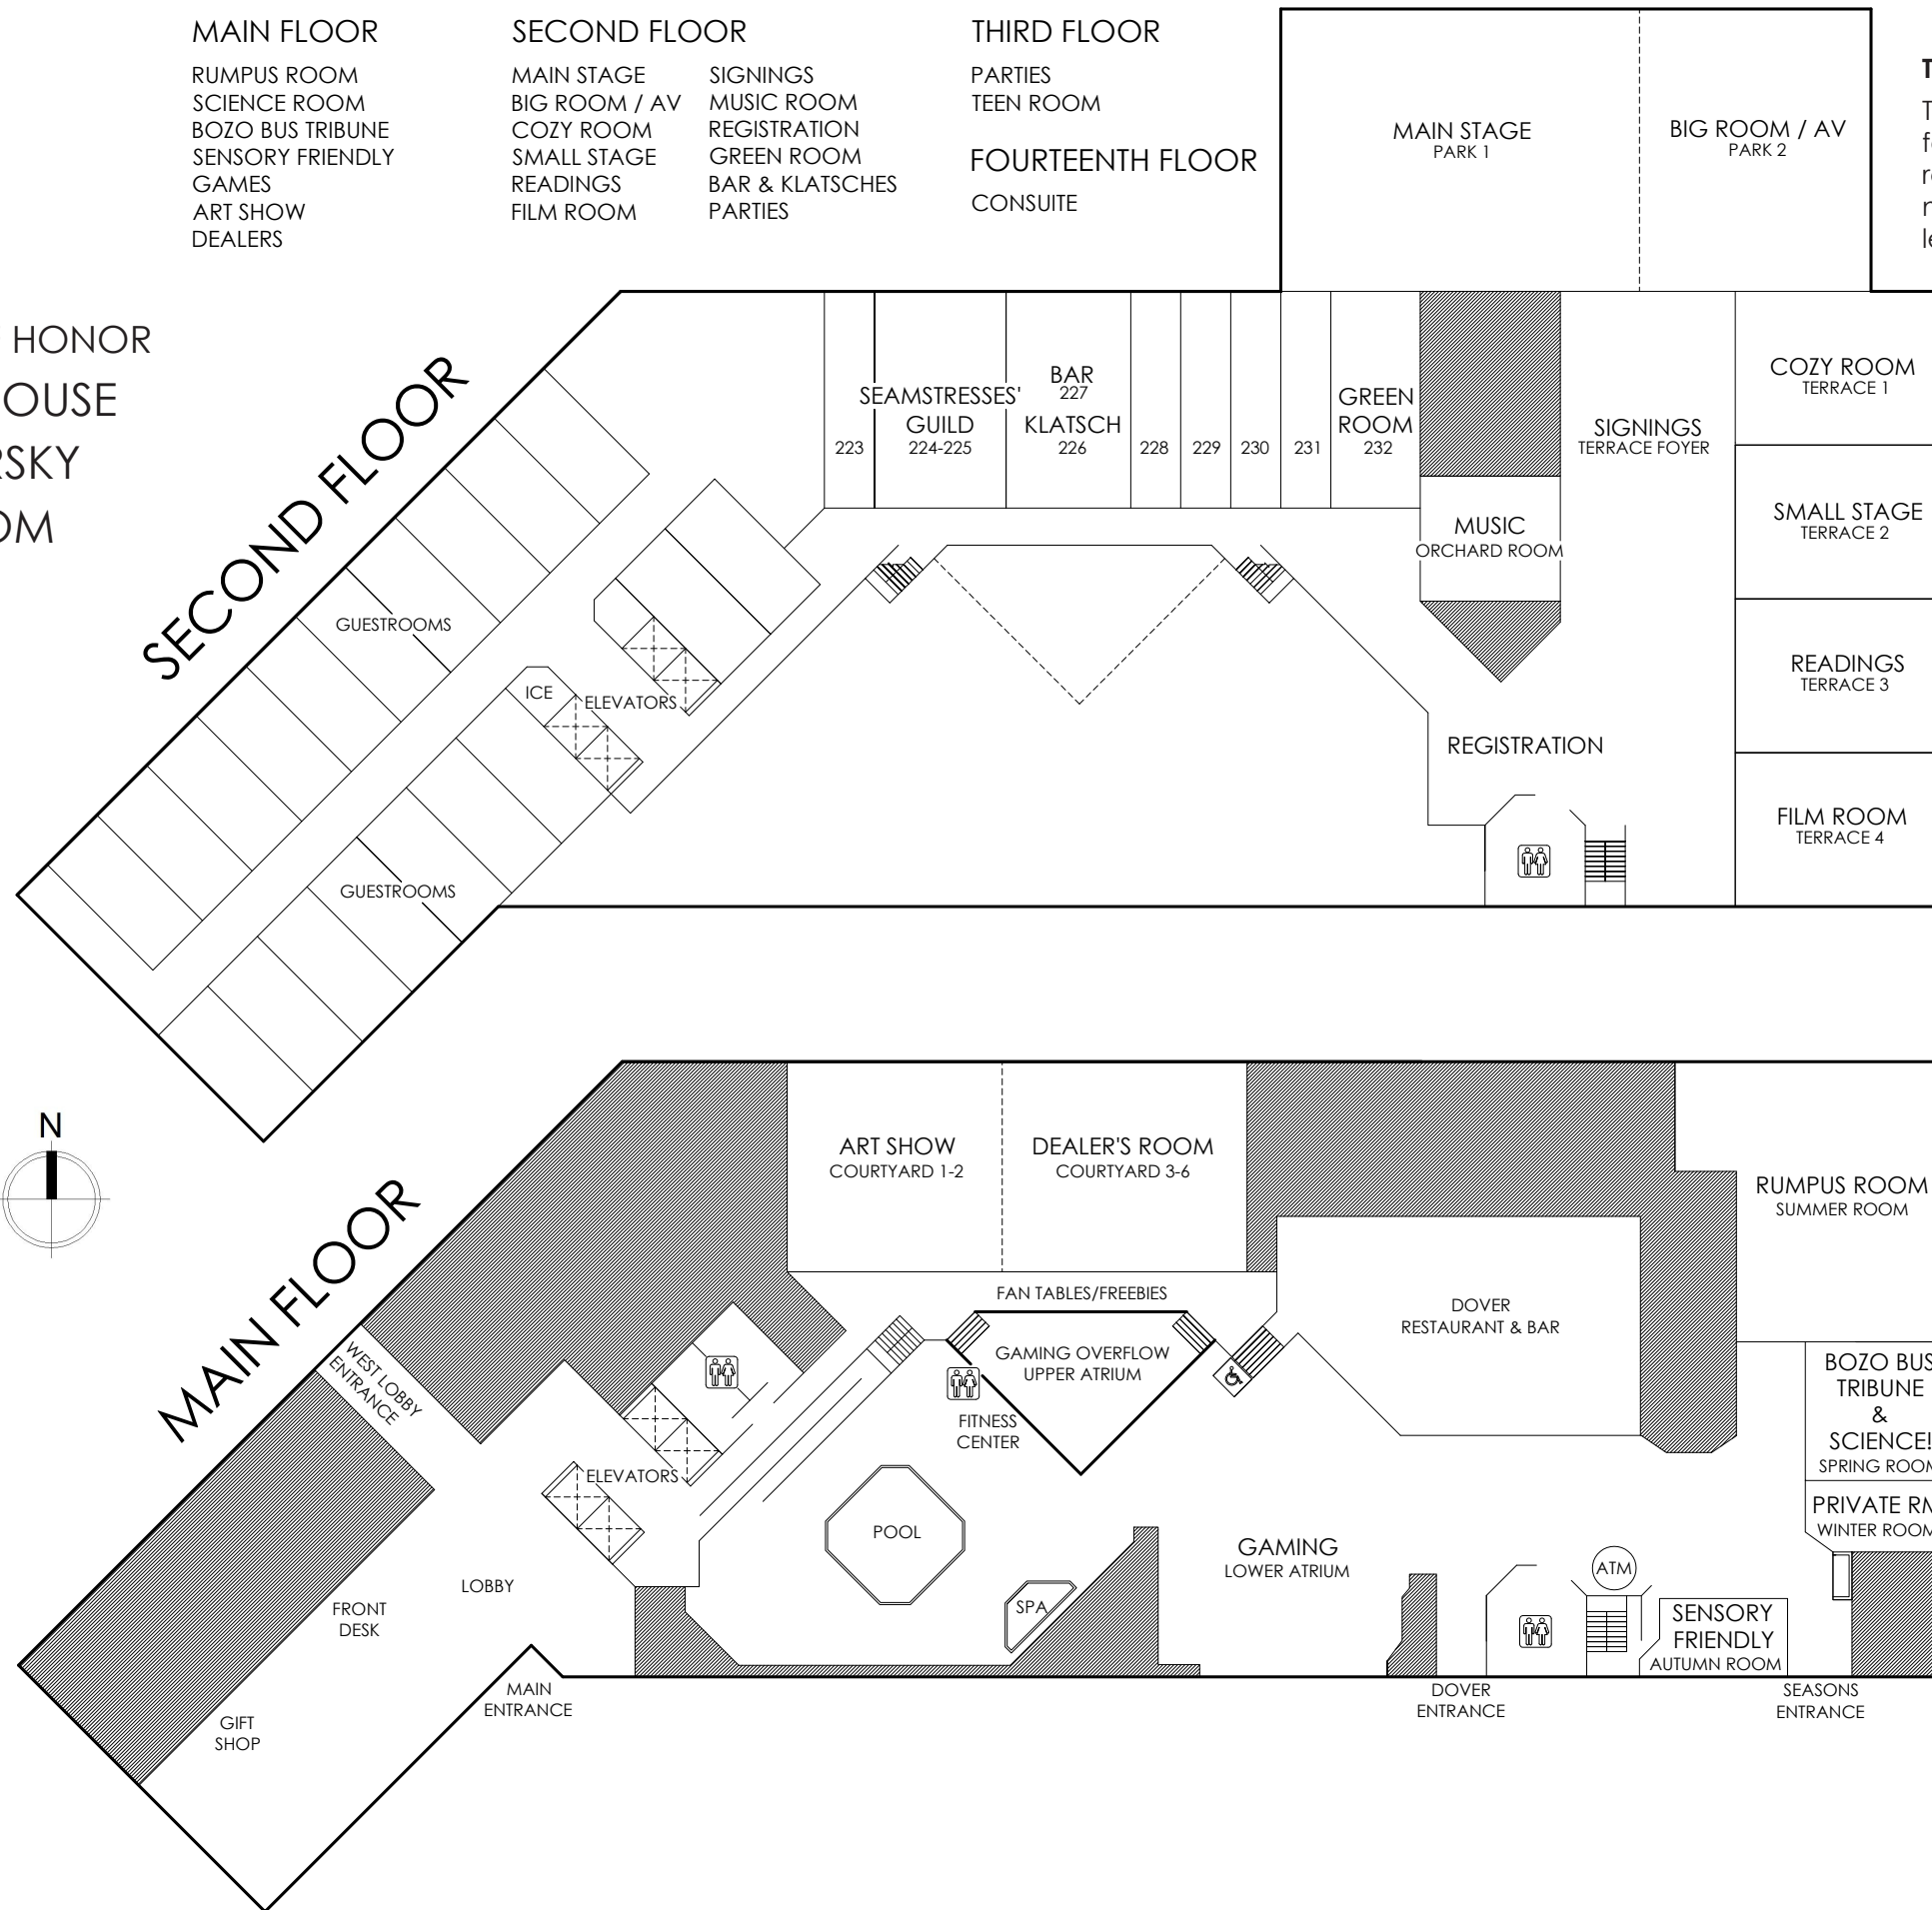 MAIN FLOOR
RUMPUS ROOM
SCIENCE ROOM
BOZO BUS TRIBUNE
SENSORY FRIENDLY
GAMES
ART SHOW
DEALERS
SECOND FLOOR
MAIN STAGE
BIG ROOM / AV
COZY ROOM
SMALL STAGE
READINGS
FILM ROOM
SIGNINGS
MUSIC ROOM
REGISTRATION
GREEN ROOM
BAR & KLATSCHES
PARTIES
THIRD FLOOR
PARTIES
TEEN ROOM
FOURTEENTH FLOOR
CONSUITE
HONOR
OUSE
RSKY
OM
SECOND FLOOR
MAIN STAGE
PARK 1
BIG ROOM / AV
PARK 2
223
SEAMSTRESSES'
GUILD
224-225
BAR
227
KLATSCH
226
228
229
230
231
GREEN
ROOM
232
SIGNINGS
TERRACE FOYER
COZY ROOM
TERRACE 1
SMALL STAGE
TERRACE 2
READINGS
TERRACE 3
FILM ROOM
TERRACE 4
MUSIC
ORCHARD ROOM
REGISTRATION
GUESTROOMS
ICE
ELEVATORS
GUESTROOMS
N
MAIN FLOOR
ART SHOW
COURTYARD 1-2
DEALER'S ROOM
COURTYARD 3-6
RUMPUS ROOM
SUMMER ROOM
FAN TABLES/FREEBIES
DOVER
RESTAURANT & BAR
GAMING OVERFLOW
UPPER ATRIUM
WEST LOBBY
ENTRANCE
FITNESS
CENTER
BOZO BUS
TRIBUNE
&
SCIENCE!
SPRING ROOM
PRIVATE RM
WINTER ROOM
ELEVATORS
POOL
GAMING
LOWER ATRIUM
ATM
LOBBY
SPA
FRONT
DESK
SENSORY
FRIENDLY
AUTUMN ROOM
MAIN
ENTRANCE
DOVER
ENTRANCE
SEASONS
ENTRANCE
GIFT
SHOP